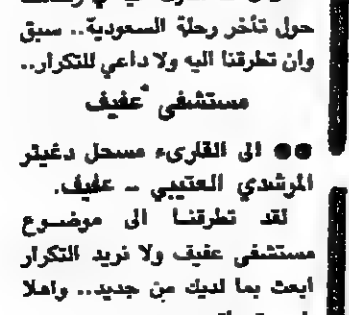 حول تأخر رحلة السعودية.. سبق
وان تطرقنا اليه ولا داعي للتكرار..
مستشفى عفيف
●● الى القارىء مسحل دغيثر
المرشدي العتيبي ـ عفيف.
لقد تطرقنا الى موضوع
مستشفى عفيف ولا نريد التكرار
ابعث بما لديك من جديد.. واهلا